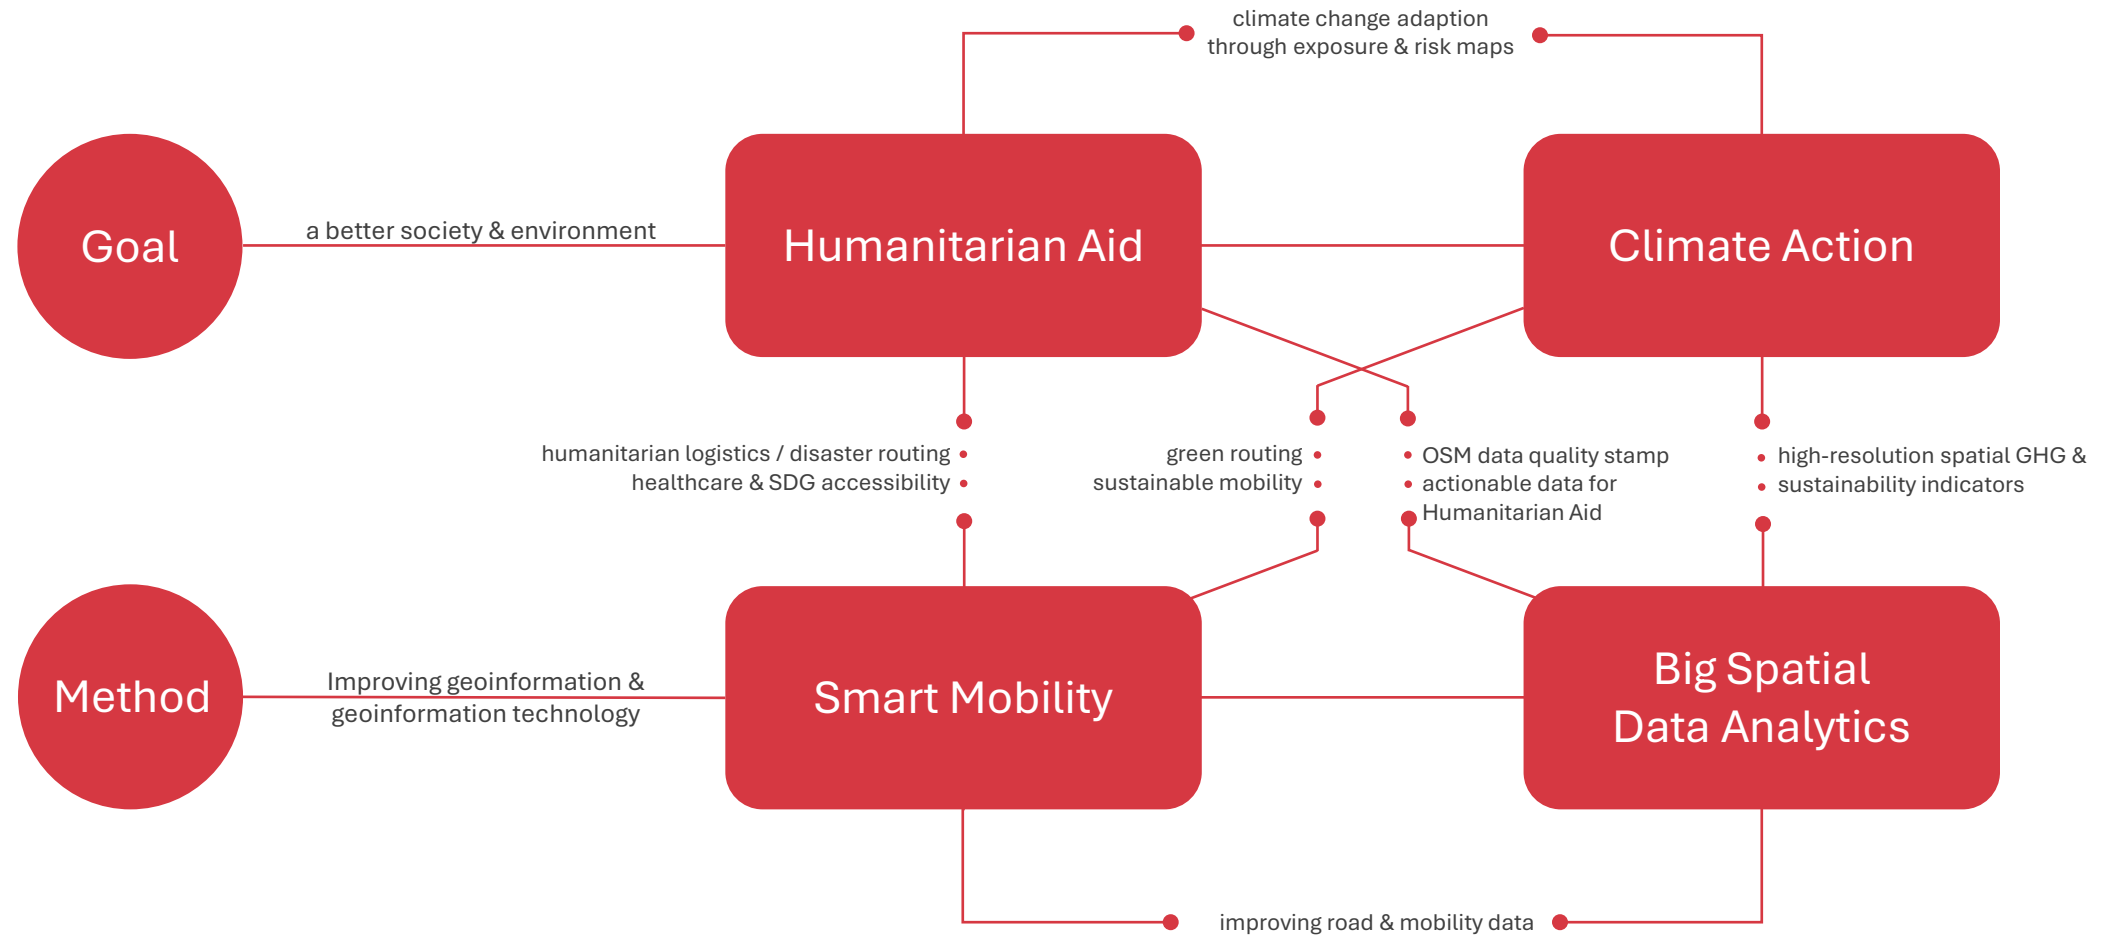 climate change adaption
through exposure & risk maps
Goal
a better society & environment
Humanitarian Aid
Climate Action
humanitarian logistics / disaster routing
healthcare & SDG accessibility
green routing
sustainable mobility
OSM data quality stamp
actionable data for
Humanitarian Aid
high-resolution spatial GHG &
sustainability indicators
Method
Improving geoinformation &
geoinformation technology
Smart Mobility
Big Spatial
Data Analytics
improving road & mobility data